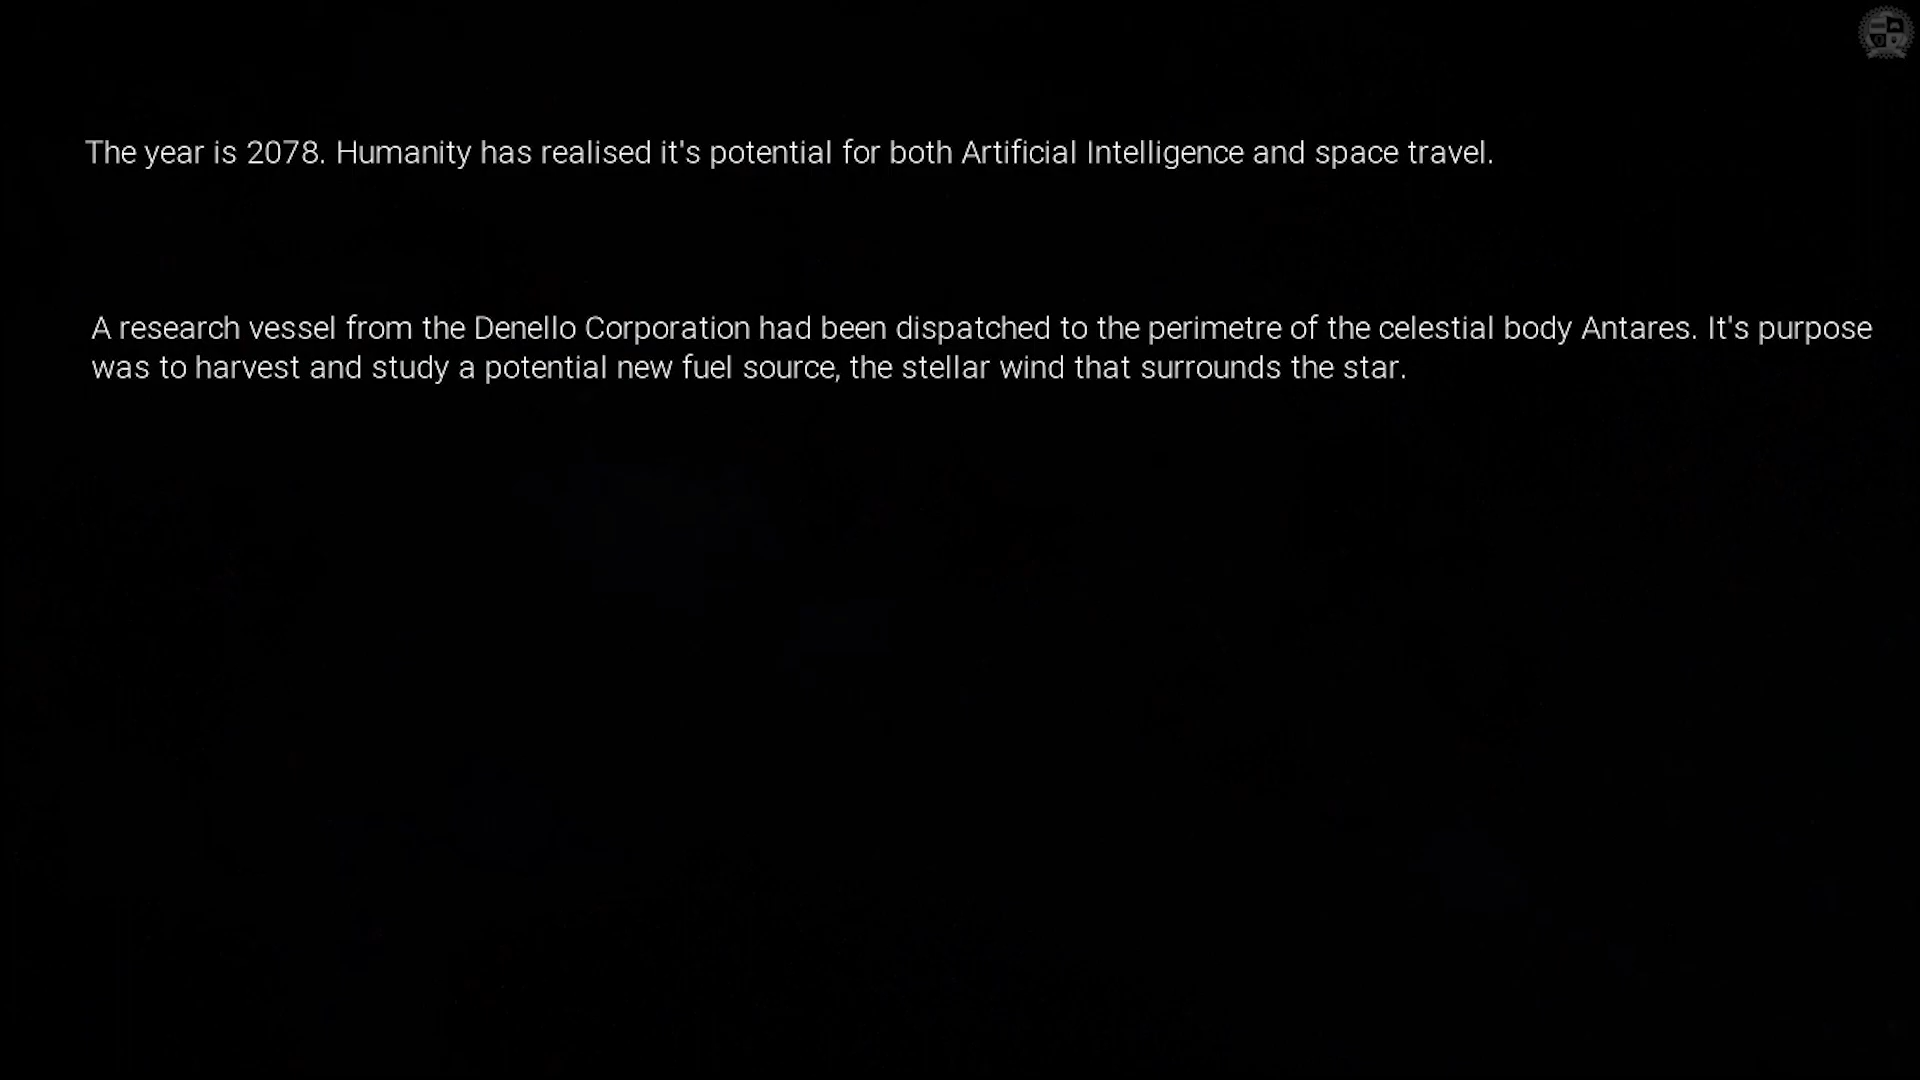 The year is 2078. Humanity has realised it's potential for both Artificial Intelligence and space travel.
A research vessel from the Denello Corporation had been dispatched to the perimetre of the celestial body Antares. It's purpose
was to harvest and study a potential new fuel source, the stellar wind that surrounds the star.